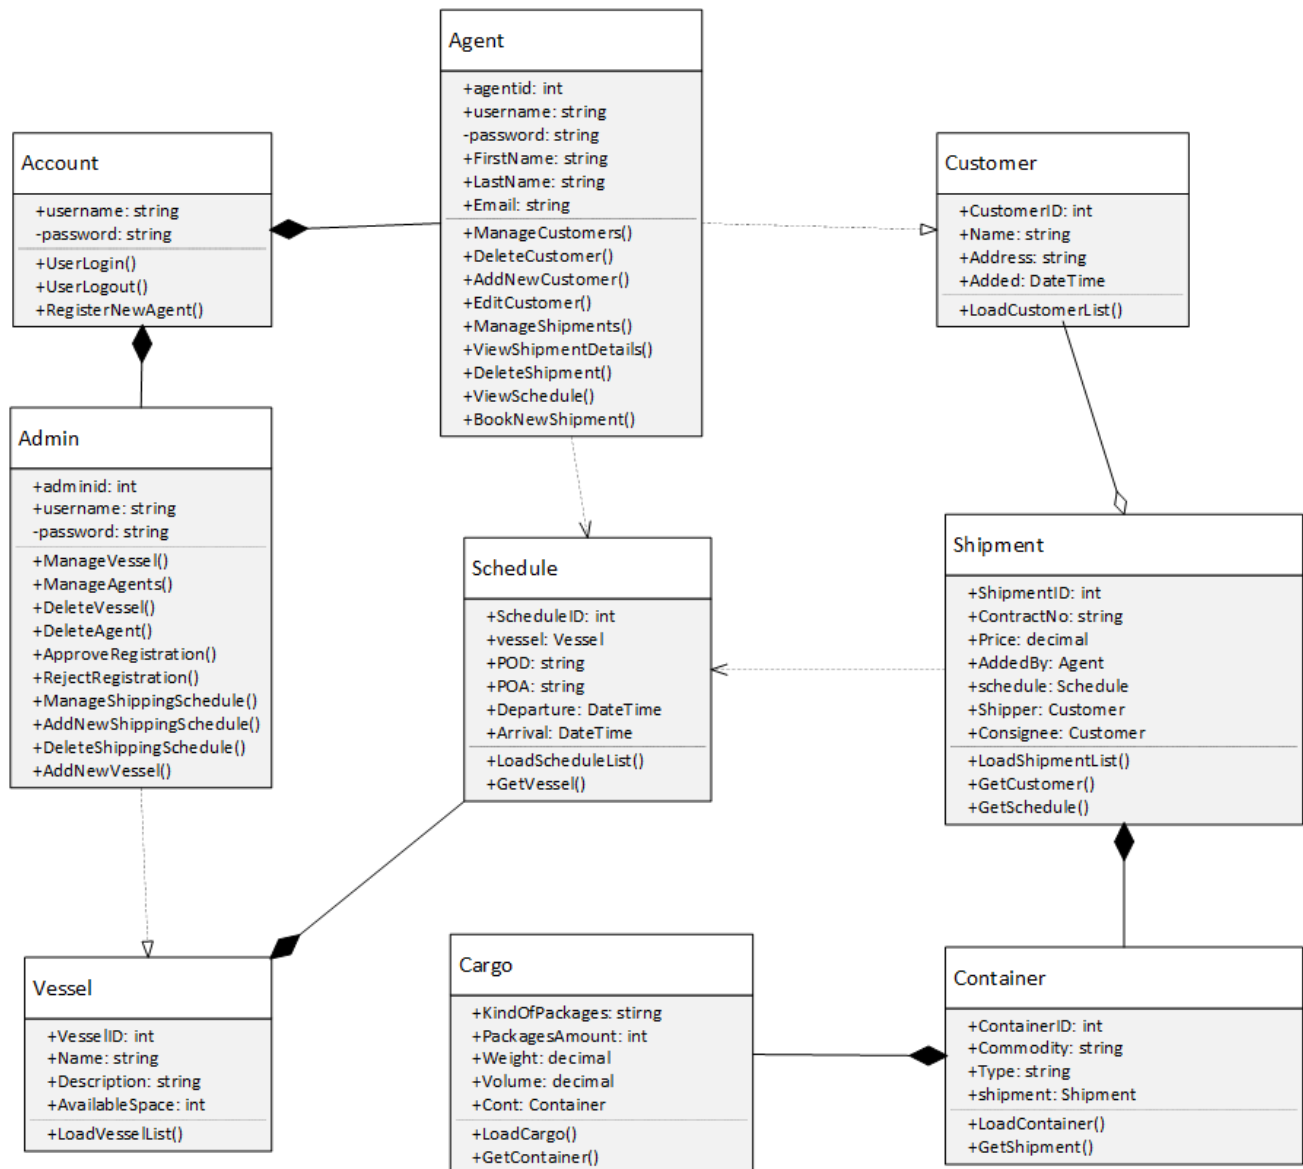 Agent
+agentid: int
+username: string
-password: string
+FirstName: string
+LastName: string
+Email: string
+ManageCustomers()
+DeleteCustomer()
+AddNewCustomer()
+EditCustomer()
+ManageShipments()
+ViewShipmentDetails()
+DeleteShipment()
+ViewSchedule()
+BookNewShipment()
Account
+username: string
-password: string
+UserLogin()
+UserLogout()
+RegisterNewAgent()
Customer
+CustomerID: int
+Name: string
+Address: string
+Added: DateTime
+LoadCustomerList()
Admin
+adminid: int
+username: string
-password: string
+ManageVessel()
+ManageAgents()
+DeleteVessel()
+DeleteAgent()
+ApproveRegistration()
+RejectRegistration()
+ManageShippingSchedule()
+AddNewShippingSchedule()
+DeleteShippingSchedule()
+AddNewVessel()
Schedule
+ScheduleID: int
+vessel: Vessel
+POD: string
+POA: string
+Departure: DateTime
+Arrival: DateTime
+LoadScheduleList()
+GetVessel()
Shipment
+ShipmentID: int
+ContractNo: string
+Price: decimal
+AddedBy: Agent
+schedule: Schedule
+Shipper: Customer
+Consignee: Customer
+LoadShipmentList()
+GetCustomer()
+GetSchedule()
Vessel
+VesselID: int
+Name: string
+Description: string
+AvailableSpace: int
+LoadVesselList()
Cargo
+KindOfPackages: stirng
+PackagesAmount: int
+Weight: decimal
+Volume: decimal
+Cont: Container
+LoadCargo()
+GetContainer()
Container
+ContainerID: int
+Commodity: string
+Type: string
+shipment: Shipment
+LoadContainer()
+GetShipment()